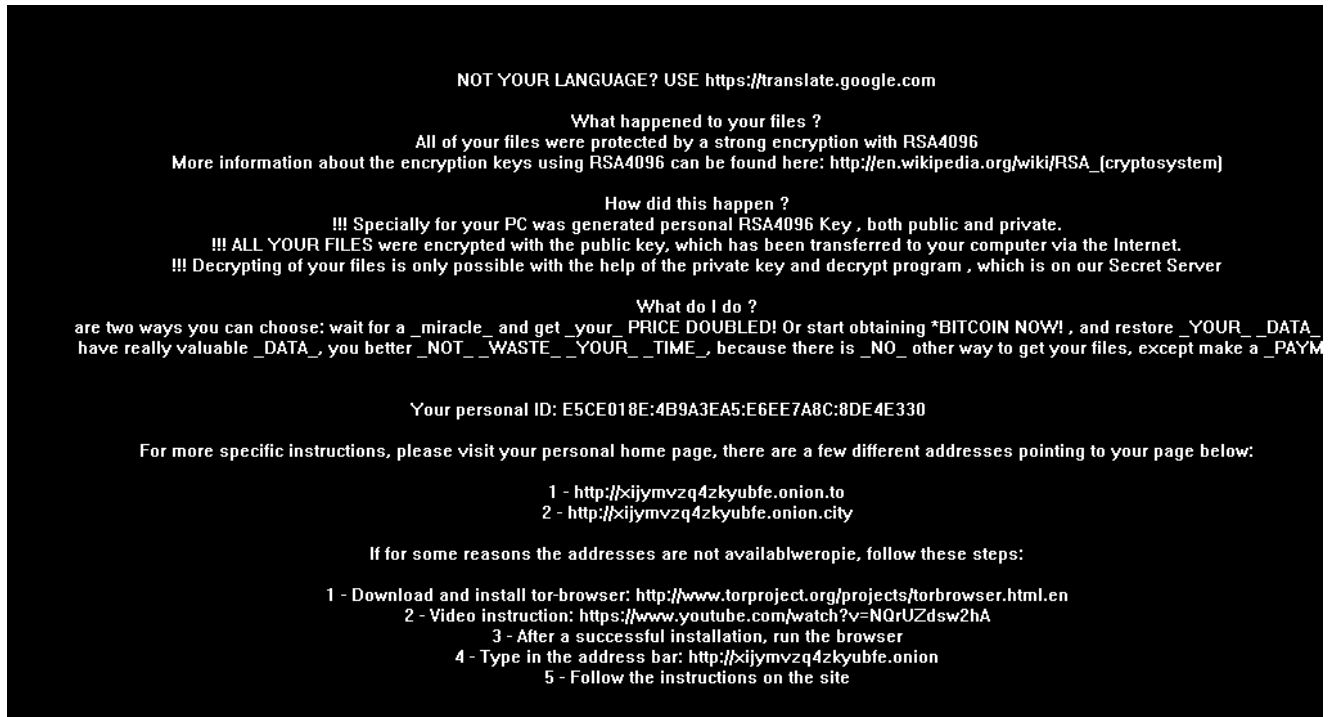 NOT YOUR LANGUAGE? USE https://translate.google.com
What happened to your files ?
All of your files were protected by a strong encryption with RSA4096
More information about the encryption keys using RSA4096 can be found here: http://en.wikipedia.org/wiki/RSA_(cryptosystem)
How did this happen ?
!!! Specially for your PC was generated personal RSA4096 Key , both public and private.
!!! ALL YOUR FILES were encrypted with the public key, which has been transferred to your computer via the Internet.
!!! Decrypting of your files is only possible with the help of the private key and decrypt program , which is on our Secret Server
What do I do ?
are two ways you can choose: wait for a _miracle_ and get _your_ PRICE DOUBLED! Or start obtaining *BITCOIN NOW! , and restore _YOUR_ _DATA_
have really valuable _DATA_, you better _NOT_ _WASTE_ _YOUR_ _TIME_, because there is _NO_ other way to get your files, except make a _PAYM
Your personal ID: E5CE018E:4B9A3EA5:E6EE7A8C:8DE4E330
For more specific instructions, please visit your personal home page, there are a few different addresses pointing to your page below:
1 - http://xijymvzq4zkyubfe.onion.to
2 - http://xijymvzq4zkyubfe.onion.city
If for some reasons the addresses are not availablweropie, follow these steps:
1 - Download and install tor-browser: http://www.torproject.org/projects/torbrowser.html.en
2 - Video instruction: https://www.youtube.com/watch?v=NQrUZdsw2hA
3 - After a successful installation, run the browser
4 - Type in the address bar: http://xijymvzq4zkyubfe.onion
5 - Follow the instructions on the site